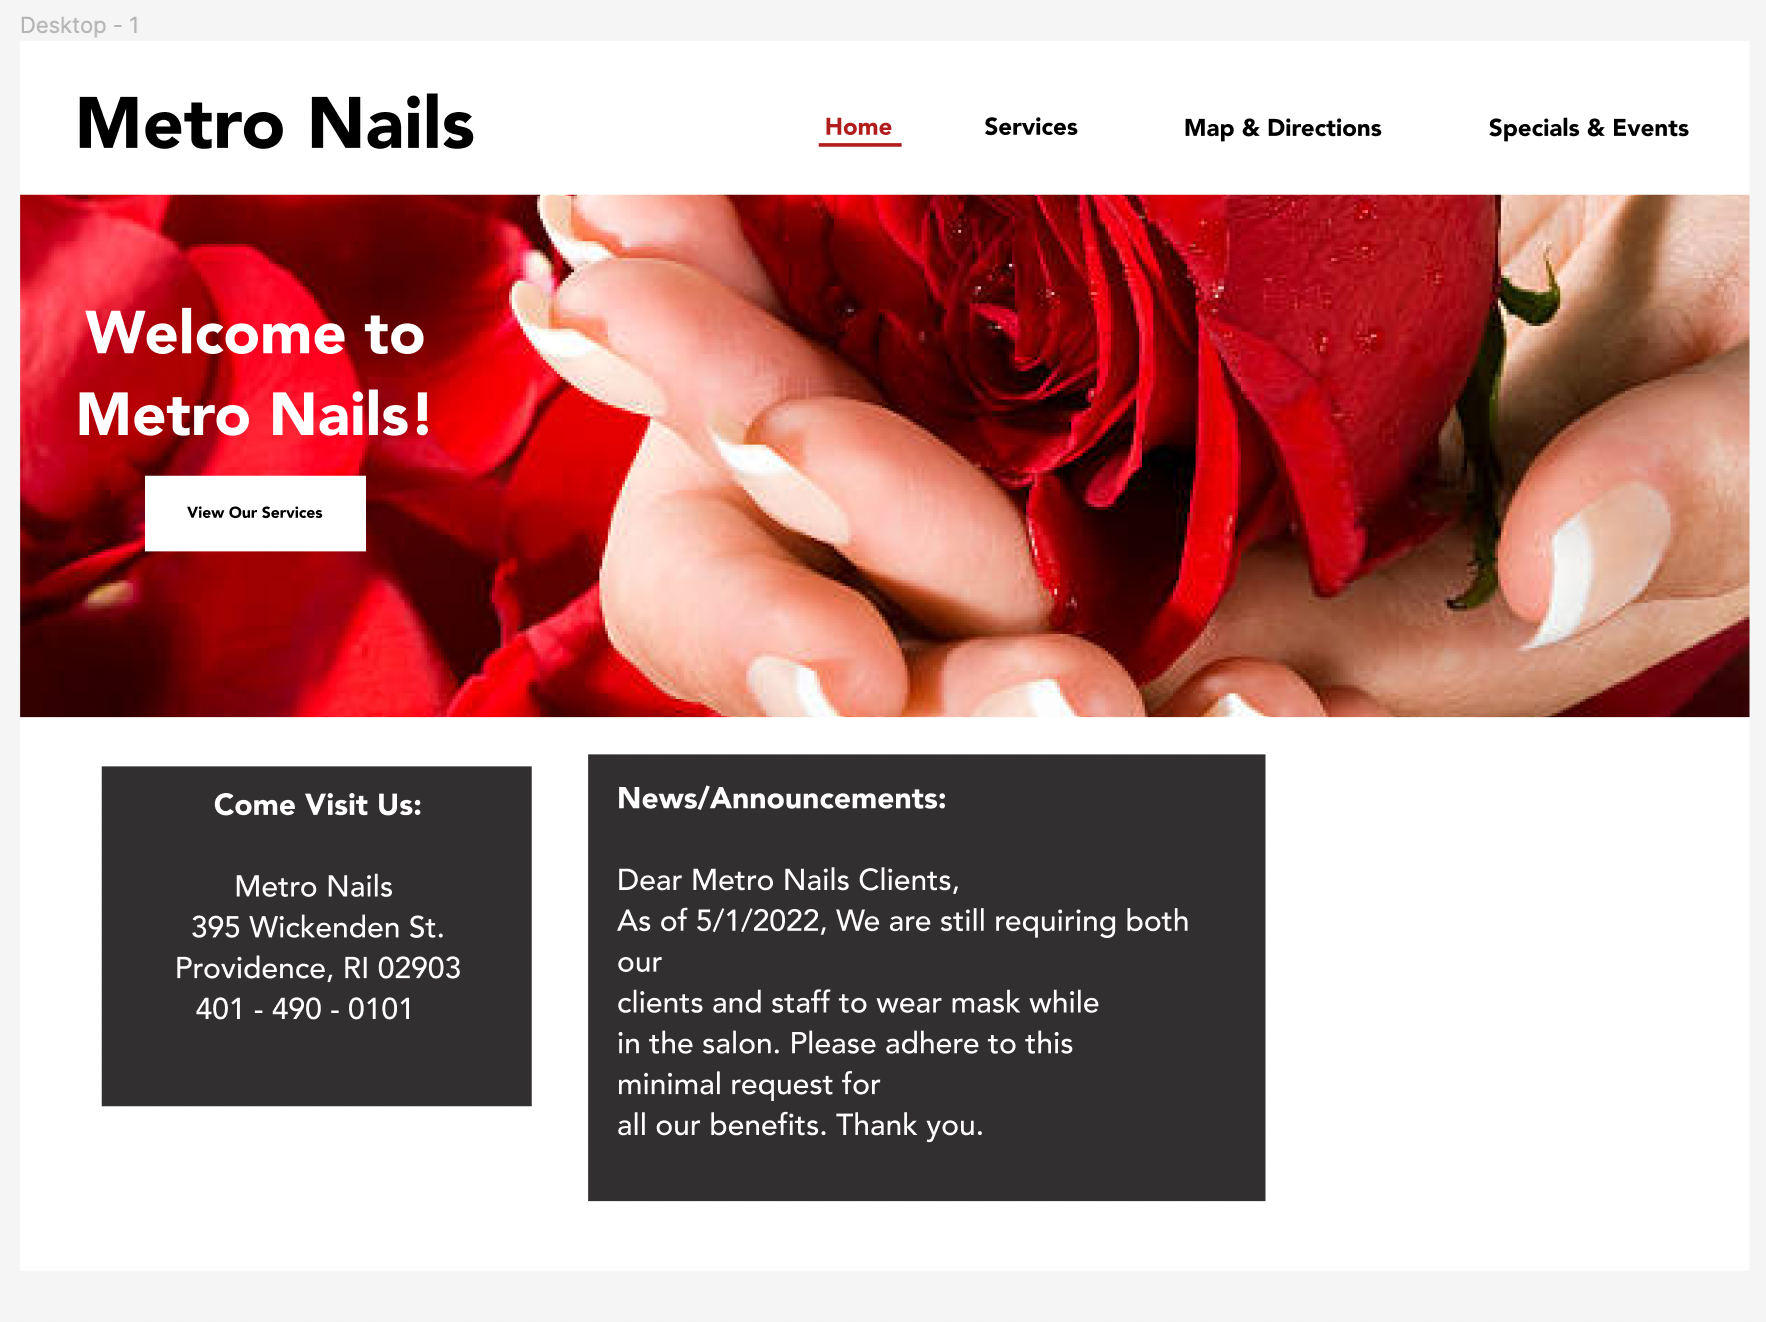 Desktop - 1
Metro Nails
Home
Services
Map & Directions
Specials & Events
Welcome to
Metro Nails!
View Our Services
Come Visit Us:
Metro Nails
395 Wickenden St.
Providence, RI 02903
401 - 490 - 0101
News/Announcements:
Dear Metro Nails Clients,
As of 5/1/2022, We are still requiring both
our
clients and staff to wear mask while
in the salon. Please adhere to this
minimal request for
all our benefits. Thank you.